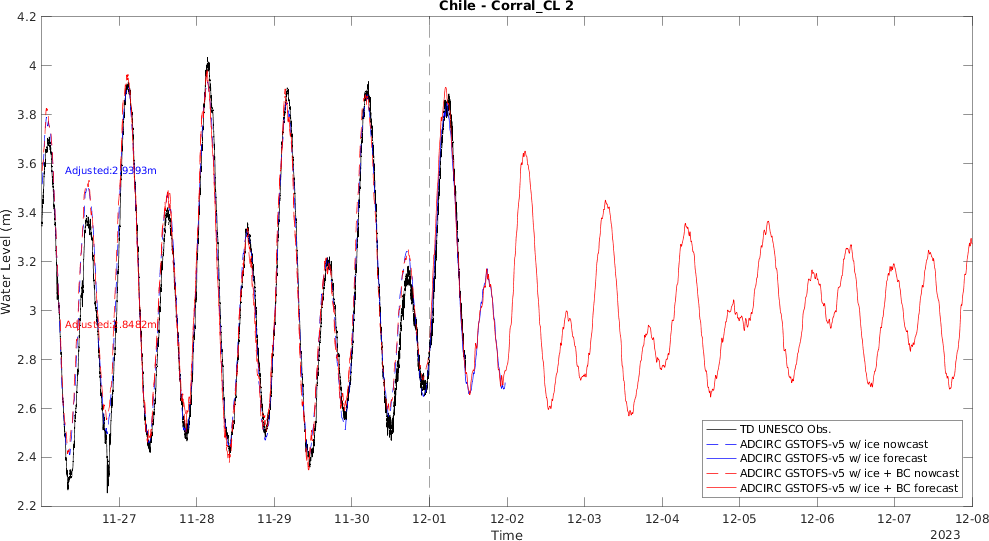 Chile - Corral_CL 2
4.2
4
3.8
3.6
3.4
3.2
3
2.8
2.6
2.4
2.2
Water Level (m)
Adjusted:2.9393m
11-27
11-28
11-29
11-30
12-01
12-02
12-03
12-04
12-05
12-06
12-07
12-08
Time
2023
TD UNESCO Obs.
ADCIRC GSTOFS-v5 w/ ice nowcast
ADCIRC GSTOFS-v5 w/ ice forecast
ADCIRC GSTOFS-v5 w/ ice + BC nowcast
ADCIRC GSTOFS-v5 w/ ice + BC forecast